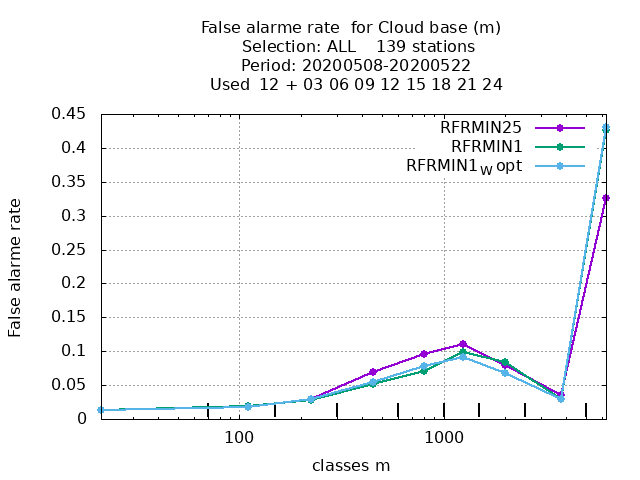 False alarme rate  for Cloud base (m)
Selection: ALL    139 stations
Period: 20200508-20200522
Used  12 + 03 06 09 12 15 18 21 24
RFRMIN25
RFRMIN1
RFRMIN1W opt
False alarme rate
0.45
0.4
0.35
0.3
0.25
0.2
0.15
0.1
0.05
0
100
1000
classes m